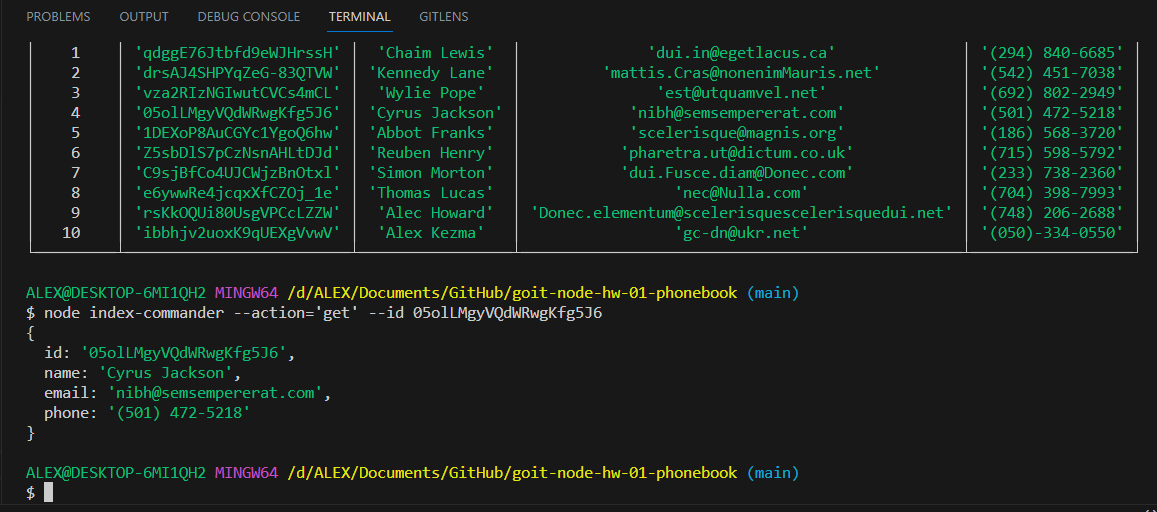 PROBLEMS OUTPUT DEBUG CONSOLE TERMINAL GITLENS
1 'qdggE76Jtbfd9eWJHrssH' 'Chaim Lewis' 'dui.in@egetlacus.ca' '(294) 840-6685'
2 'drsAJ4SHPYqZeG-83QTVW' 'Kennedy Lane' 'mattis.Cras@nonenimMauris.net' '(542) 451-7038'
3 'vza2RIzNGIwutCVCs4mCL' 'Wylie Pope' 'est@utquamvel.net' '(692) 802-2949'
4 '05olLMgyVQdWRwgKfg5J6' 'Cyrus Jackson' 'nibh@semsempererat.com' '(501) 472-5218'
5 '1DEXoP8AuCGYc1YgoQ6hw' 'Abbot Franks' 'scelerisque@magnis.org' '(186) 568-3720'
6 'Z5sbDlS7pCzNsnAHLtDJd' 'Reuben Henry' 'pharetra.ut@dictum.co.uk' '(715) 598-5792'
7 'C9sjBfCo4UJCWjzBnOtxl' 'Simon Morton' 'dui.Fusce.diam@Donec.com' '(233) 738-2360'
8 'e6ywwRe4jcqxXfCZOj_1e' 'Thomas Lucas' 'nec@Nulla.com' '(704) 398-7993'
9 'rsKkOQUi80UsgVPCcLZZW' 'Alec Howard' 'Donec.elementum@scelerisquescelerisquedui.net' '(748) 206-2688'
10 'ibbhjv2uoxK9qUEXgVvwV' 'Alex Kezma' 'gc-dn@ukr.net' '(050)-334-0550'
ALEX@DESKTOP-6MI1QH2 MINGW64 /d/ALEX/Documents/GitHub/goit-node-hw-01-phonebook (main)
$ node index-commander --action='get' --id 05olLMgyVQdWRwgKfg5J6
{
id: '05olLMgyVQdWRwgKfg5J6',
name: 'Cyrus Jackson',
email: 'nibh@semsempererat.com',
phone: '(501) 472-5218'
}
ALEX@DESKTOP-6MI1QH2 MINGW64 /d/ALEX/Documents/GitHub/goit-node-hw-01-phonebook (main)
$